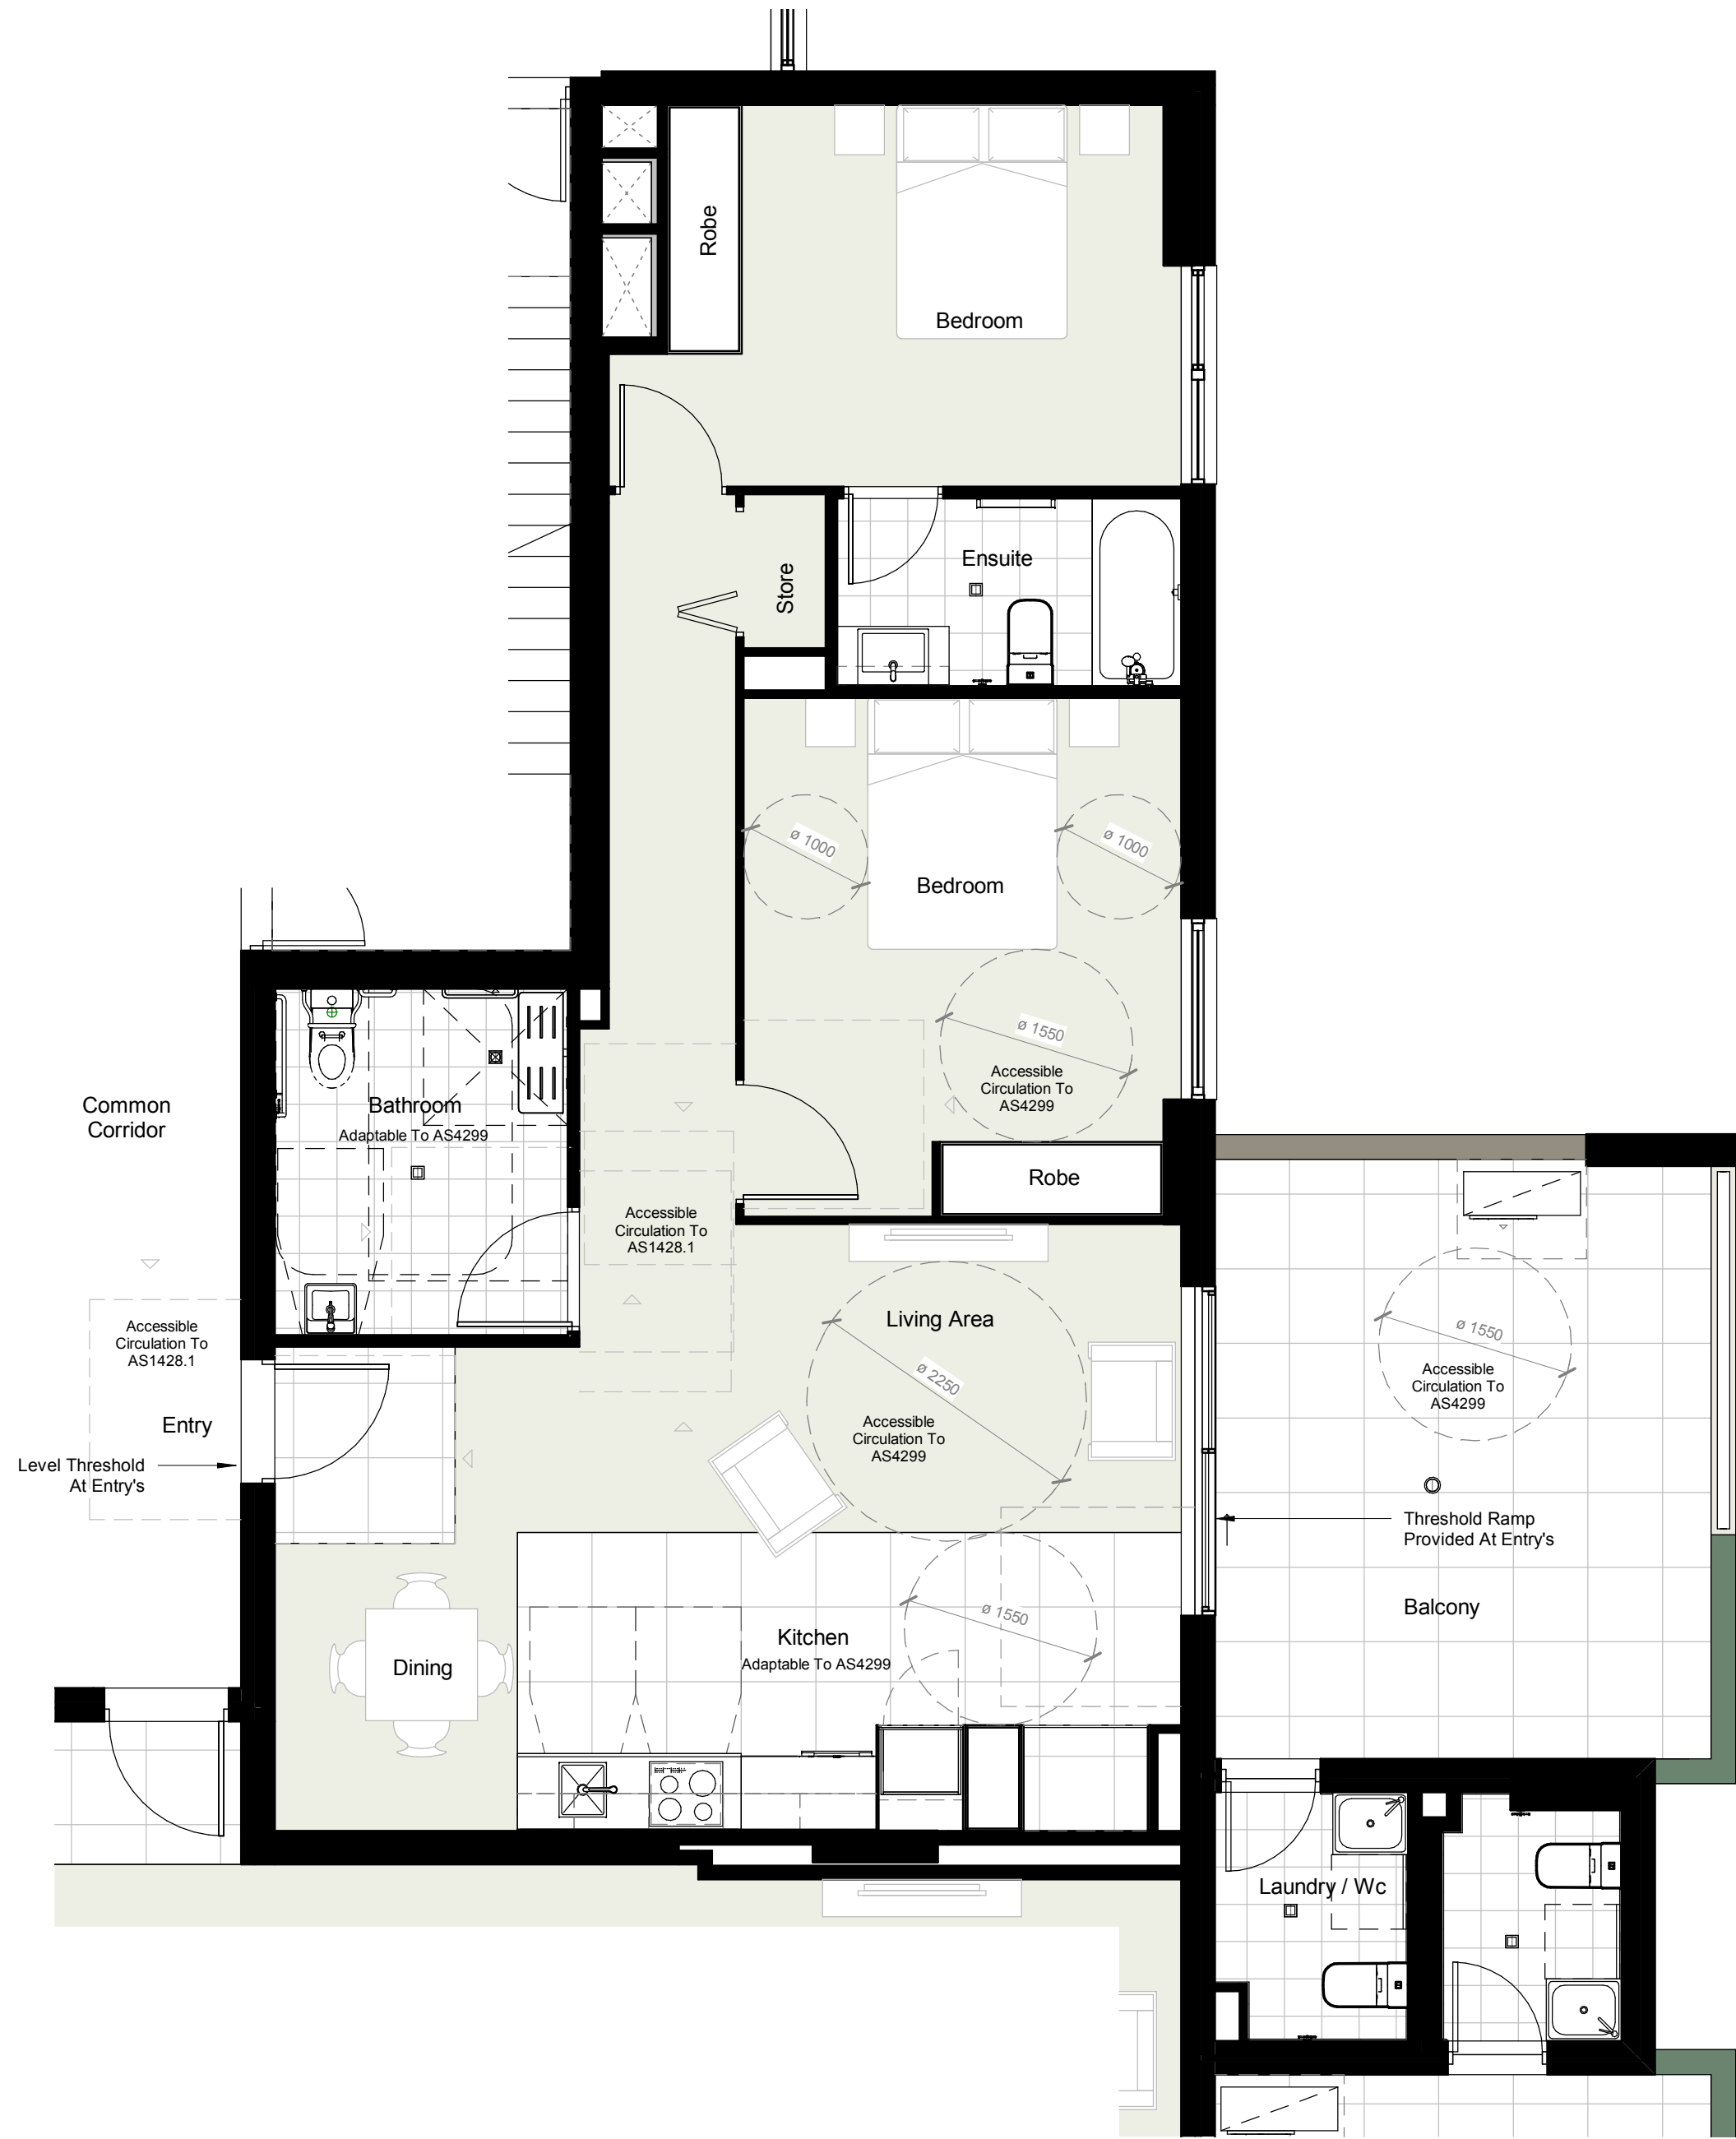 Robe
Bedroom
Ensuite
Store
ø 1000
ø 1000
Bedroom
ø 1550
Accessible
Circulation To
AS4299
Common
Corridor
Bathroom
Adaptable To AS4299
Robe
Accessible
Circulation To
AS1428.1
Accessible
Circulation To
AS1428.1
Living Area
ø 2250
Accessible
Circulation To
AS4299
ø 1550
Accessible
Circulation To
AS4299
Entry
Level Threshold
At Entry's
Threshold Ramp
Provided At Entry's
Balcony
ø 1550
Kitchen
Adaptable To AS4299
Dining
Laundry / Wc